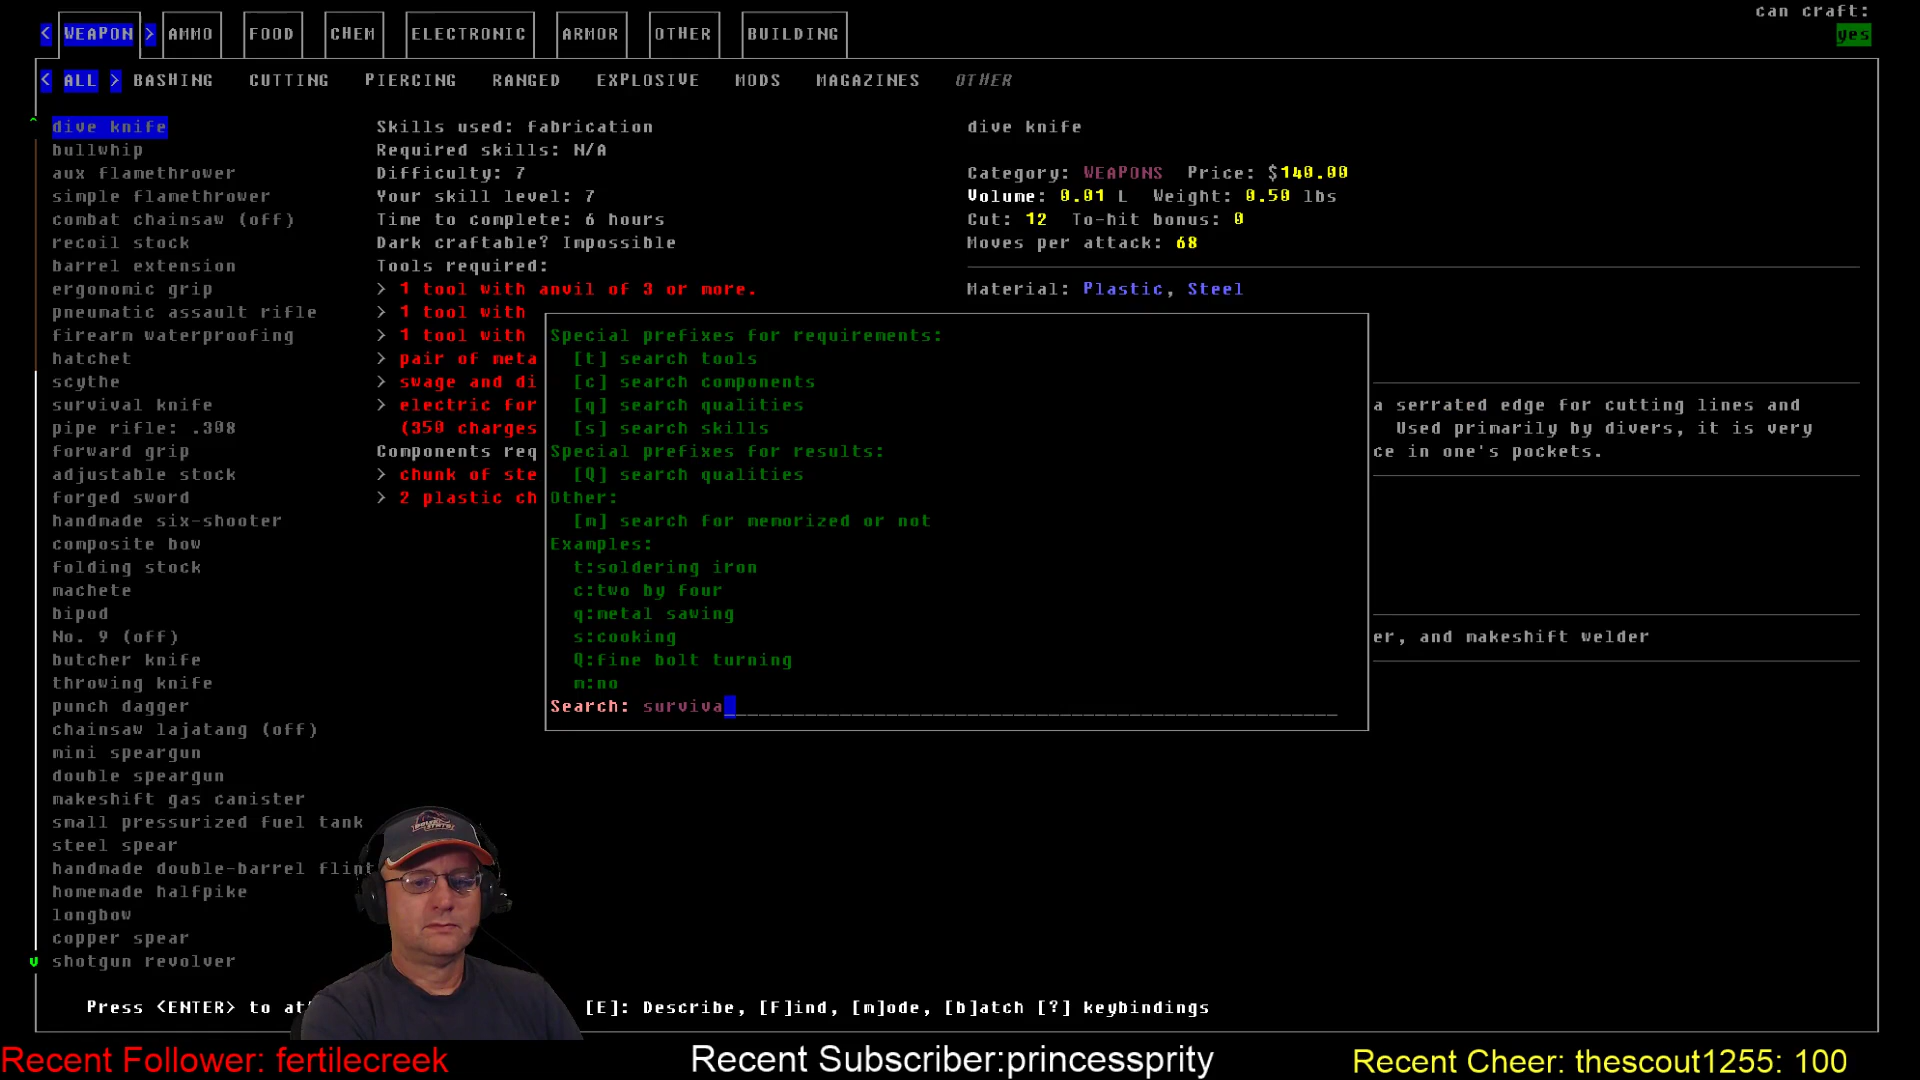 can craft:
< WEAPON > AMMO FOOD CHEM ELECTRONIC ARMOR OTHER BUILDING yes
< ALL > BASHING CUTTING PIERCING RANGED EXPLOSIVE MODS MAGAZINES OTHER
dive knife
bullwhip
aux flamethrower
simple flamethrower
combat chainsaw (off)
recoil stock
barrel extension
ergonomic grip
pneumatic assault rifle
firearm waterproofing
hatchet
scythe
survival knife
pipe rifle: .308
forward grip
adjustable stock
forged sword
handmade six-shooter
composite bow
folding stock
machete
bipod
No. 9 (off)
butcher knife
throwing knife
punch dagger
chainsaw lajatang (off)
mini speargun
double speargun
makeshift gas canister
small pressurized fuel tank
steel spear
handmade double-barrel flint
homemade halfpike
longbow
copper spear
v shotgun revolver
Skills used: fabrication
Required skills: N/A
Difficulty: 7
Your skill level: 7
Time to complete: 6 hours
Dark craftable? Impossible
Tools required:
> 1 tool with anvil of 3 or more.
> 1 tool with
> 1 tool with
> pair of meta
> swage and di
> electric for
(350 charges
Components req
> chunk of ste
> 2 plastic ch
dive knife
Category: WEAPONS Price: $140.00
Volume: 0.01 L Weight: 0.50 lbs
Cut: 12 To-hit bonus: 0
Moves per attack: 68
Material: Plastic, Steel
a serrated edge for cutting lines and
Used primarily by divers, it is very
ce in one's pockets.
er, and makeshift welder
Special prefixes for requirements:
[t] search tools
[c] search components
[q] search qualities
[s] search skills
Special prefixes for results:
[Q] search qualities
Other:
[m] search for memorized or not
Examples:
t:soldering iron
c:two by four
q:metal sawing
s:cooking
Q:fine bolt turning
m:no
Search: surviva
Press <ENTER> to at [E]: Describe, [F]ind, [m]ode, [b]atch [?] keybindings
Recent Follower: fertilecreek
Recent Subscriber:princessprity
Recent Cheer: thescout1255: 100